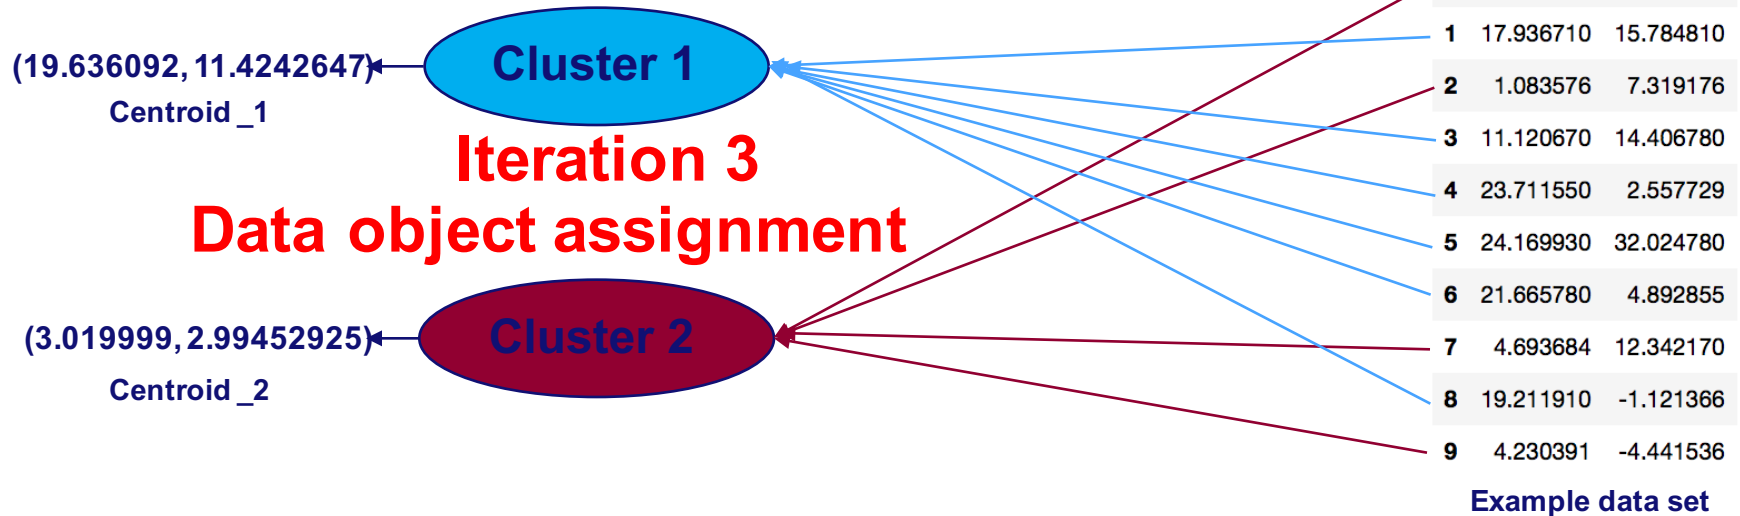 (19.636092, 11.4242647)
Centroid _1
Cluster 1
Iteration 3
Data object assignment
(3.019999, 2.99452925)
Centroid _2
Cluster 2
1 17.936710 15.784810
2 1.083576 7.319176
3 11.120670 14.406780
4 23.711550 2.557729
5 24.169930 32.024780
6 21.665780 4.892855
7 4.693684 12.342170
8 19.211910 -1.121366
9 4.230391 -4.441536
Example data set